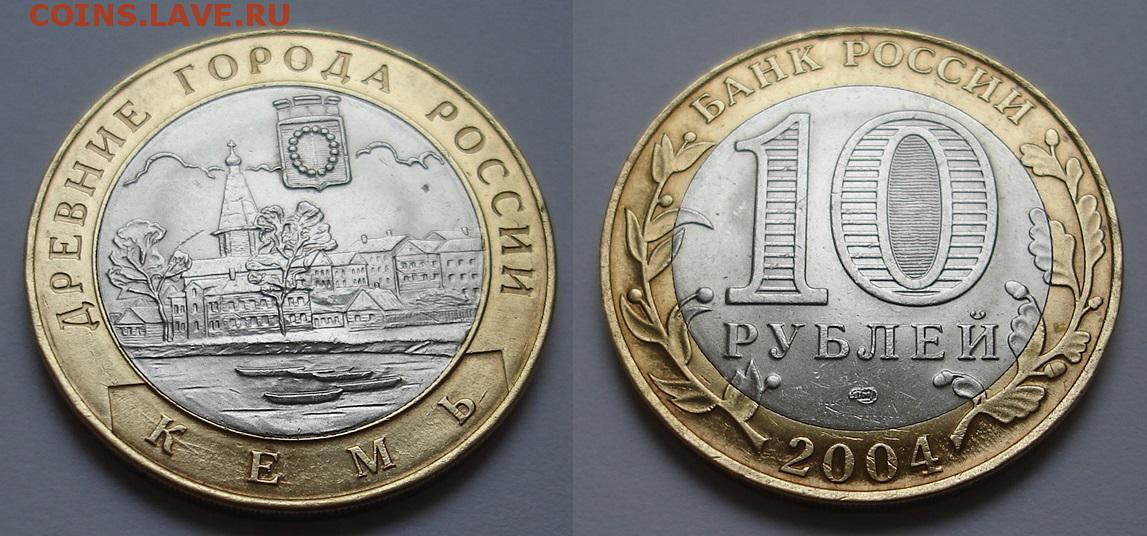 COINS.LAVE.RU
ДРЕВНИЕ ГОРОДА РОССИИ
КЕМЬ
БАНК РОССИИ
10
РУБЛЕЙ
2004